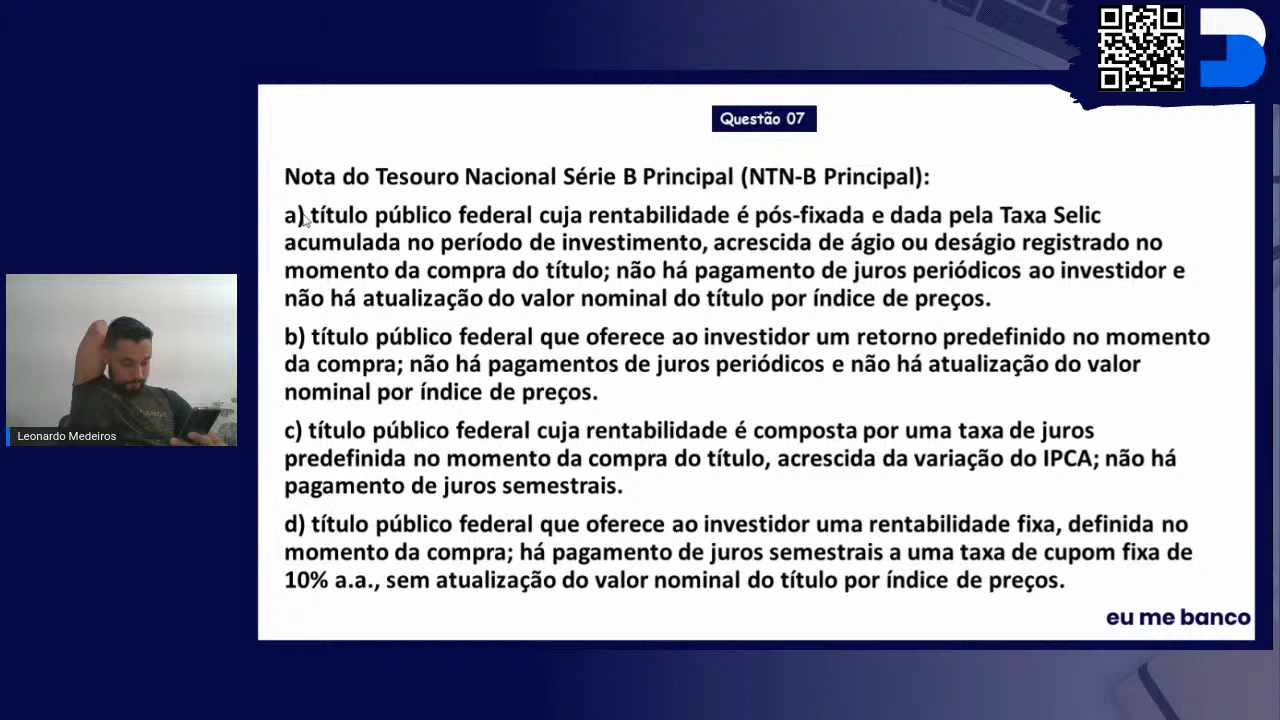 Questão 07
Nota do Tesouro Nacional Série B Principal (NTN-B Principal):
a) título público federal cuja rentabilidade é pós-fixada e dada pela Taxa Selic
acumulada no período de investimento, acrescida de ágio ou deságio registrado no
momento da compra do título; não há pagamento de juros periódicos ao investidor e
não há atualização do valor nominal do título por índice de preços.
b) título público federal que oferece ao investidor um retorno predefinido no momento
da compra; não há pagamentos de juros periódicos e não há atualização do valor
nominal por índice de preços.
c) título público federal cuja rentabilidade é composta por uma taxa de juros
predefinida no momento da compra do título, acrescida da variação do IPCA; não há
pagamento de juros semestrais.
d) título público federal que oferece ao investidor uma rentabilidade fixa, definida no
momento da compra; há pagamento de juros semestrais a uma taxa de cupom fixa de
10% a.a., sem atualização do valor nominal do título por índice de preços.
eu me banco
Leonardo Medeiros